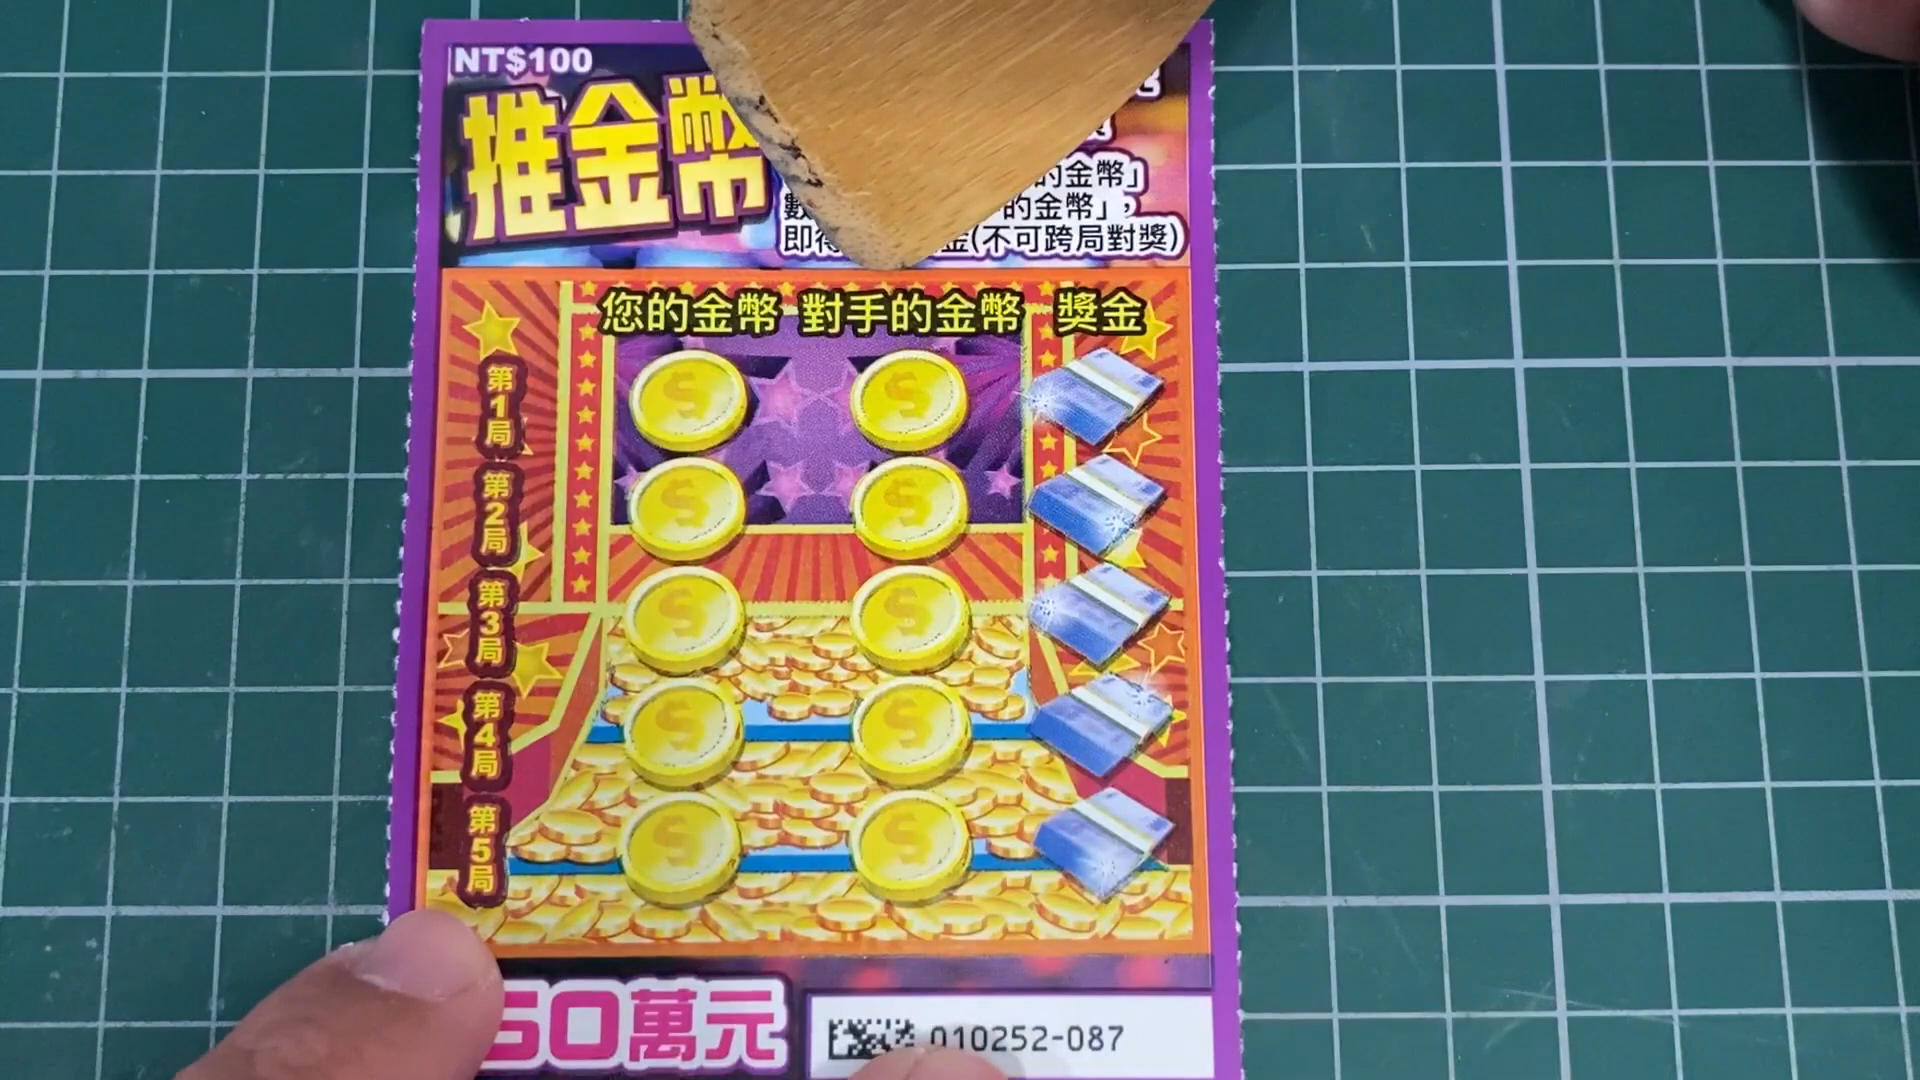 NT$100
推金幣
的金幣」
數 的金幣」,
即得 金(不可跨局對獎)
您的金幣 對手的金幣 獎金
第1局
第2局
第3局
第4局
第5局
50萬元
010252-087